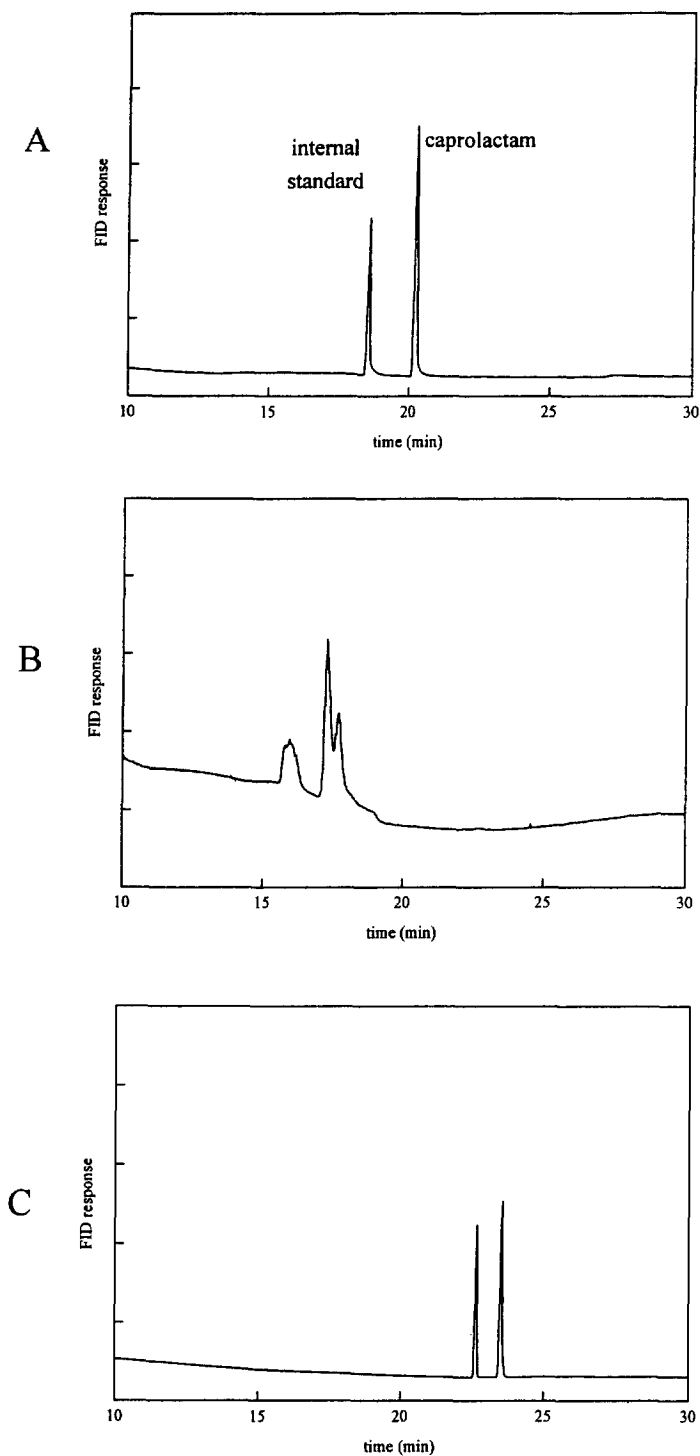 A
FID response
internal
standard
caprolactam
10 15 20 25 30
time (min)
B
FID response
10 15 20 25 30
time (min)
C
FID response
10 15 20 25 30
time (min)